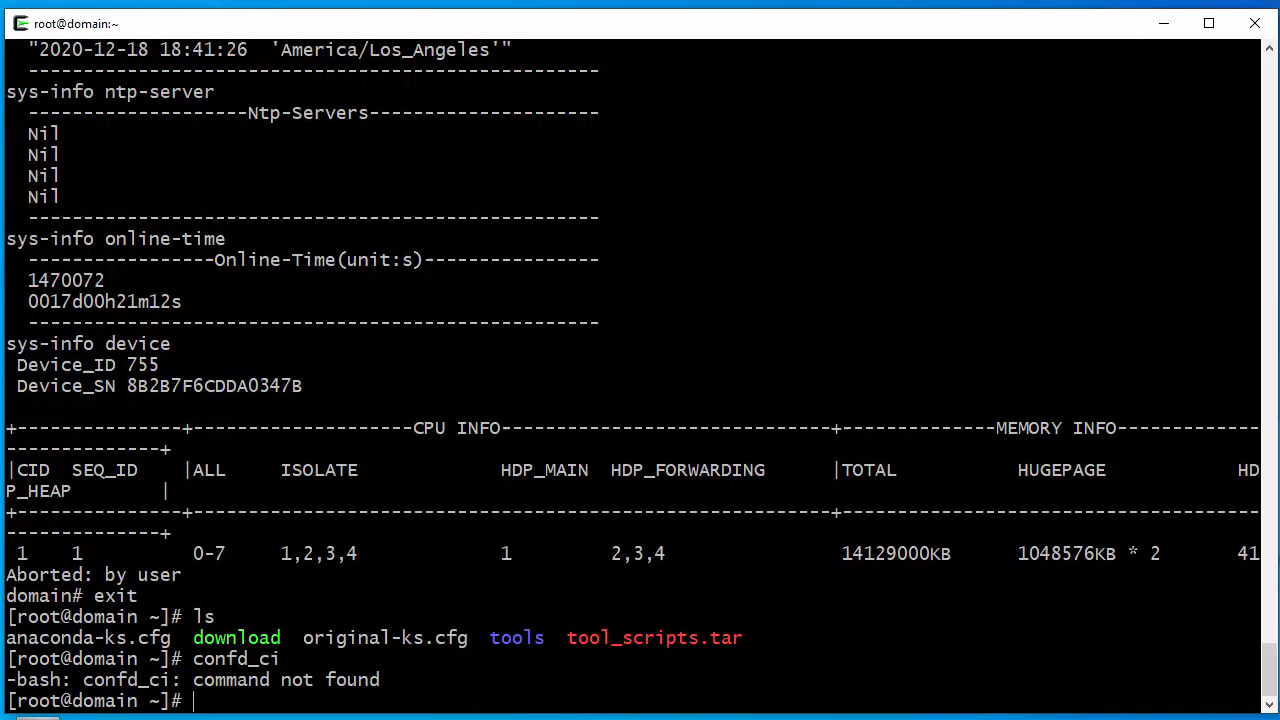 root@domain:~
"2020-12-18 18:41:26  'America/Los_Angeles'"
----------------------------------------------------
sys-info ntp-server
--------------------Ntp-Servers---------------------
Nil
Nil
Nil
Nil
----------------------------------------------------
sys-info online-time
-----------------Online-Time(unit:s)----------------
1470072
0017d00h21m12s
----------------------------------------------------
sys-info device
Device_ID 755
Device_SN 8B2B7F6CDDA0347B
+---------------+--------------------CPU INFO------------------------------+--------------MEMORY INFO-------------
--------------+
|CID  SEQ_ID    |ALL     ISOLATE             HDP_MAIN  HDP_FORWARDING      |TOTAL           HUGEPAGE            HD
P_HEAP        |
+---------------+----------------------------------------------------------+--------------------------------------
--------------+
1    1          0-7     1,2,3,4             1         2,3,4                14129000KB      1048576KB * 2       41
Aborted: by user
domain# exit
[root@domain ~]# ls
anaconda-ks.cfg  download  original-ks.cfg  tools  tool_scripts.tar
[root@domain ~]# confd_ci
-bash: confd_ci: command not found
[root@domain ~]#